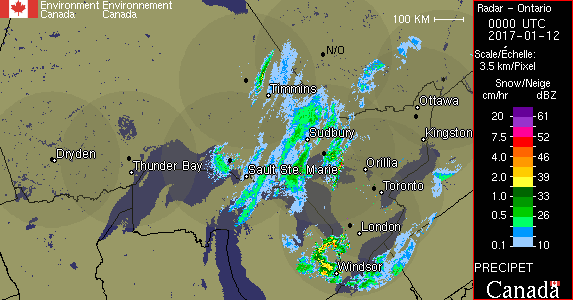 Environment Environnement
Canada Canada
100 KM
N/O
Timmins
Ottawa
Sudbury
Kingston
Dryden
Thunder Bay
Sault Ste. Marie
Orillia
Toronto
London
Windsor
Radar - Ontario
0000 UTC
2017-01-12
Scale/Échelle:
3.5 km/Pixel
Snow/Neige
cm/hr dBZ
20 61
7.5 52
4.0 46
2.0 39
1.0 33
0.5 26
0.1 10
PRECIPET
Canada